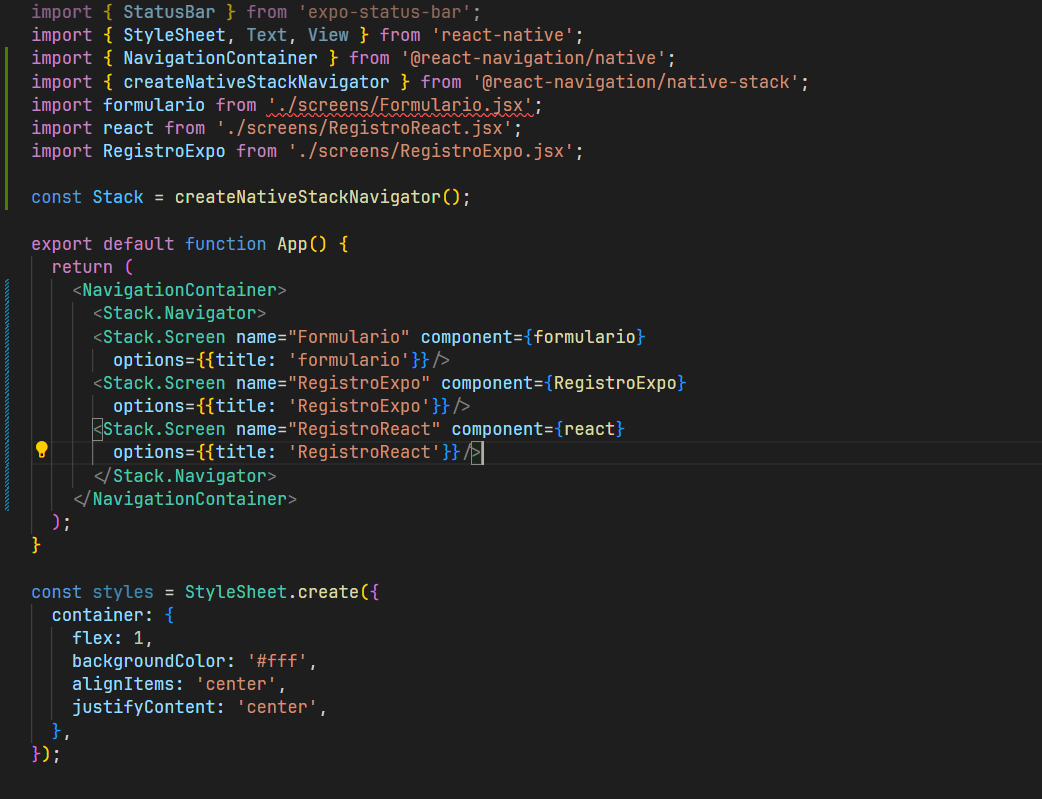 import { StatusBar } from 'expo-status-bar';
import { StyleSheet, Text, View } from 'react-native';
import { NavigationContainer } from '@react-navigation/native';
import { createNativeStackNavigator } from '@react-navigation/native-stack';
import formulario from './screens/Formulario.jsx';
import react from './screens/RegistroReact.jsx';
import RegistroExpo from './screens/RegistroExpo.jsx';

const Stack = createNativeStackNavigator();

export default function App() {
  return (
    <NavigationContainer>
      <Stack.Navigator>
      <Stack.Screen name="Formulario" component={formulario}
        options={{title: 'formulario'}}/>
      <Stack.Screen name="RegistroExpo" component={RegistroExpo}
        options={{title: 'RegistroExpo'}}/>
      <Stack.Screen name="RegistroReact" component={react}
        options={{title: 'RegistroReact'}}/>
      </Stack.Navigator>
    </NavigationContainer>
  );
}

const styles = StyleSheet.create({
  container: {
    flex: 1,
    backgroundColor: '#fff',
    alignItems: 'center',
    justifyContent: 'center',
  },
});